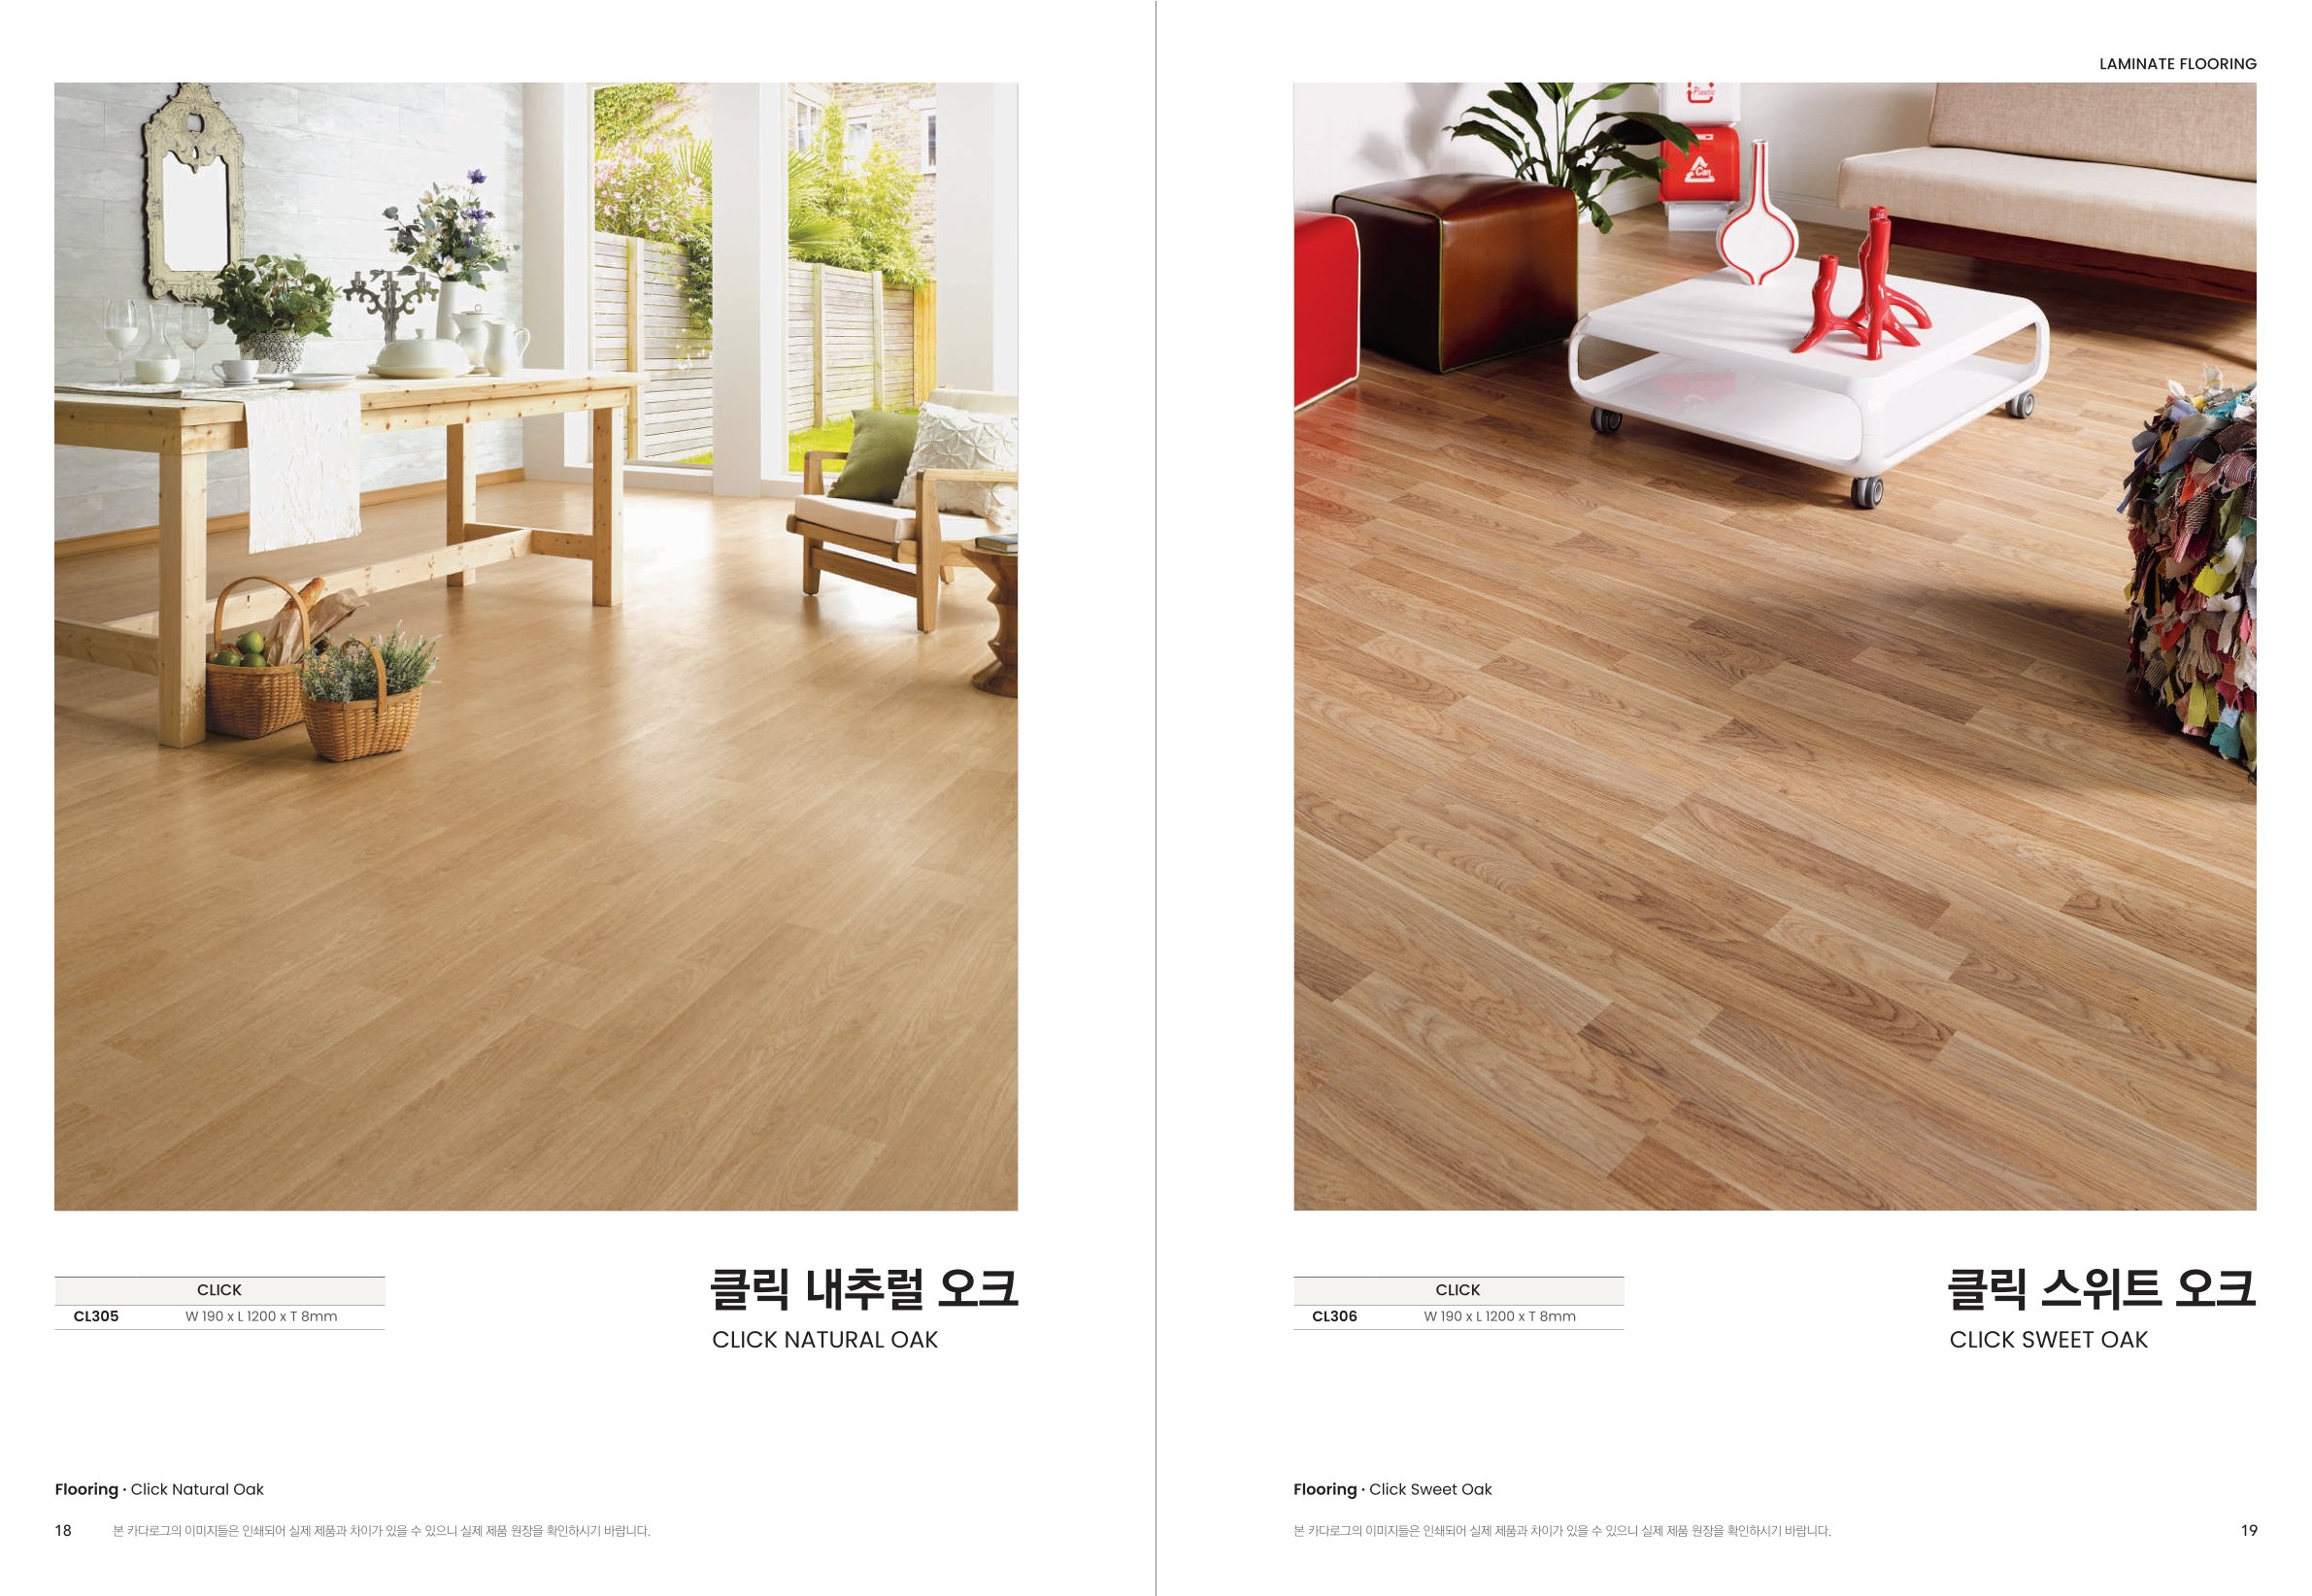 LAMINATE FLOORING
Plastic
Can
CLICK
CL305 W 190 x L 1200 x T 8mm
클릭 내추럴 오크
CLICK NATURAL OAK
CLICK
CL306 W 190 x L 1200 x T 8mm
클릭 스위트 오크
CLICK SWEET OAK
Flooring · Click Natural Oak
18 본 카다로그의 이미지들은 인쇄되어 실제 제품과 차이가 있을 수 있으니 실제 제품 원장을 확인하시기 바랍니다.
Flooring · Click Sweet Oak
본 카다로그의 이미지들은 인쇄되어 실제 제품과 차이가 있을 수 있으니 실제 제품 원장을 확인하시기 바랍니다. 19